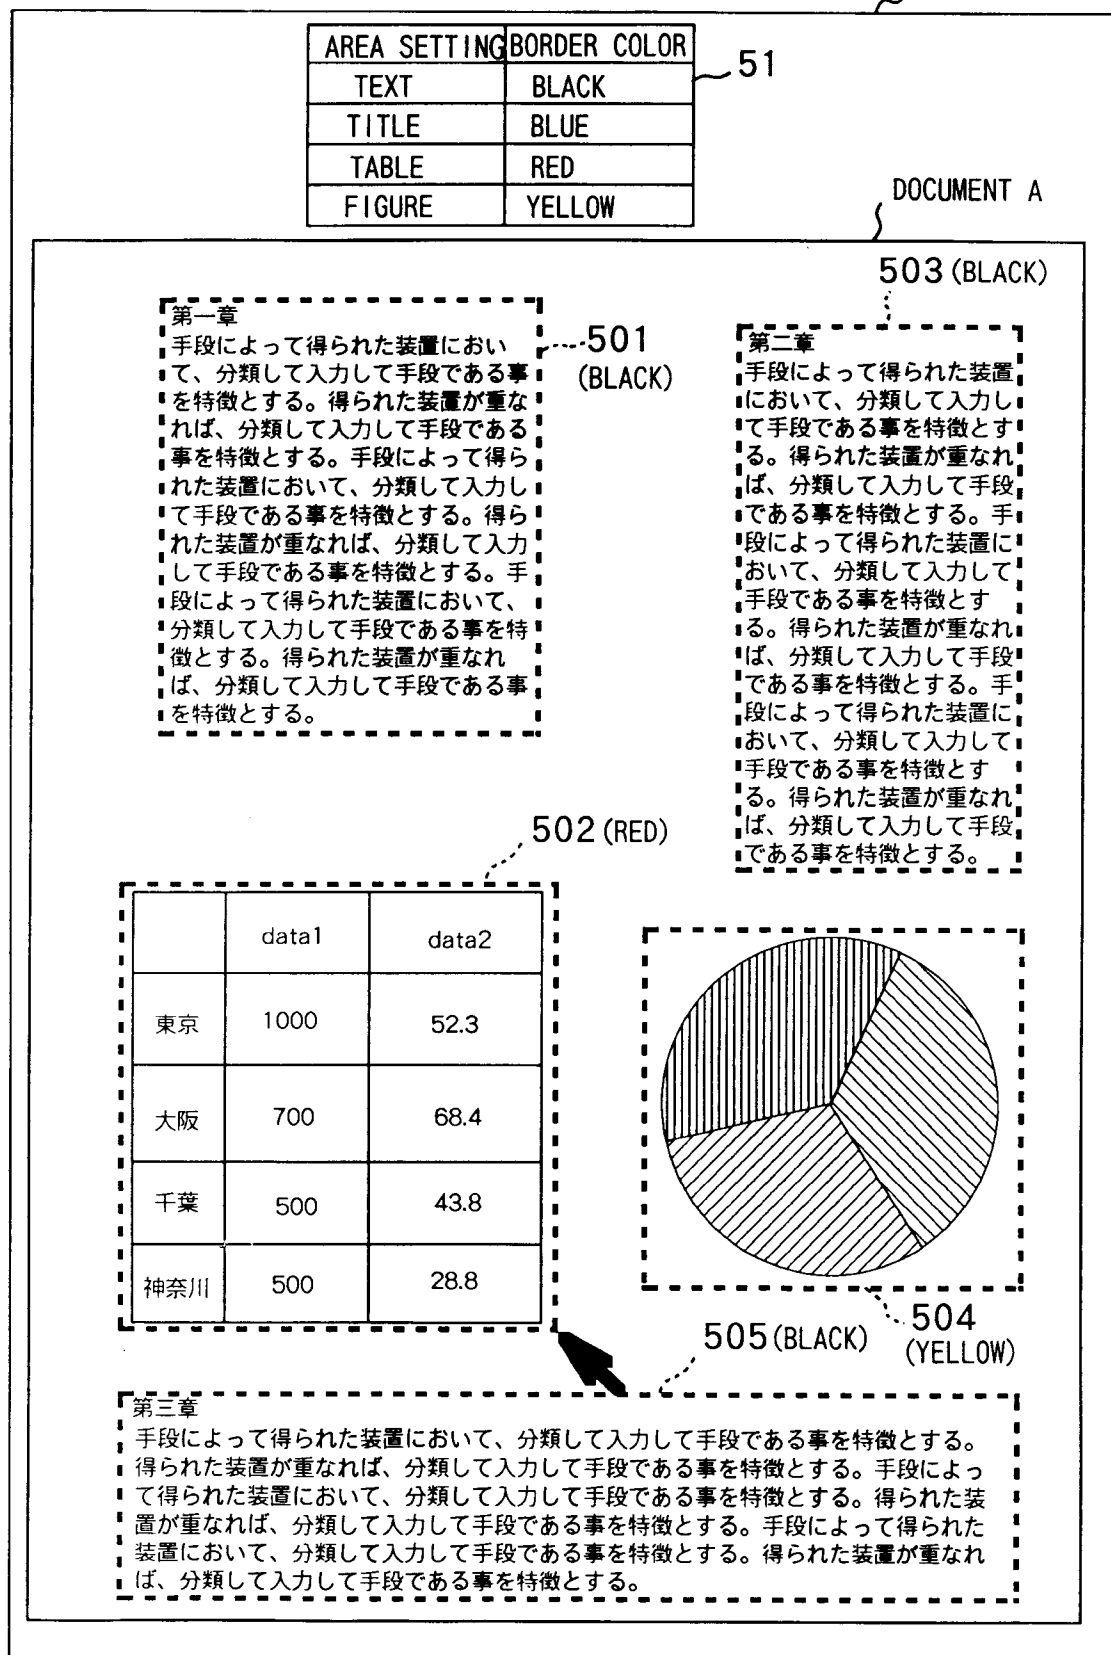 AREA SETTING BORDER COLOR
TEXT BLACK
TITLE BLUE
TABLE RED
FIGURE YELLOW
51
DOCUMENT A
503 (BLACK)
501
(BLACK)
第一章
手段によって得られた装置におい
て、分類して入力して手段である事
を特徴とする。得られた装置が重な
れば、分類して入力して手段である
事を特徴とする。手段によって得ら
れた装置において、分類して入力し
て手段である事を特徴とする。得ら
れた装置が重なれば、分類して入力
して手段である事を特徴とする。手
段によって得られた装置において、
分類して入力して手段である事を特
徴とする。得られた装置が重なれ
ば、分類して入力して手段である事
を特徴とする。
第二章
手段によって得られた装置
において、分類して入力し
て手段である事を特徴とす
る。得られた装置が重なれ
ば、分類して入力して手段
である事を特徴とする。手
段によって得られた装置に
おいて、分類して入力して
手段である事を特徴とす
る。得られた装置が重なれ
ば、分類して入力して手段
である事を特徴とする。手
段によって得られた装置に
おいて、分類して入力して
手段である事を特徴とす
る。得られた装置が重なれ
ば、分類して入力して手段
である事を特徴とする。
502 (RED)
data1 data2
東京 1000 52.3
大阪 700 68.4
千葉 500 43.8
神奈川 500 28.8
504
(YELLOW)
505 (BLACK)
第三章
手段によって得られた装置において、分類して入力して手段である事を特徴とする。
得られた装置が重なれば、分類して入力して手段である事を特徴とする。手段によっ
て得られた装置において、分類して入力して手段である事を特徴とする。得られた装
置が重なれば、分類して入力して手段である事を特徴とする。手段によって得られた
装置において、分類して入力して手段である事を特徴とする。得られた装置が重なれ
ば、分類して入力して手段である事を特徴とする。